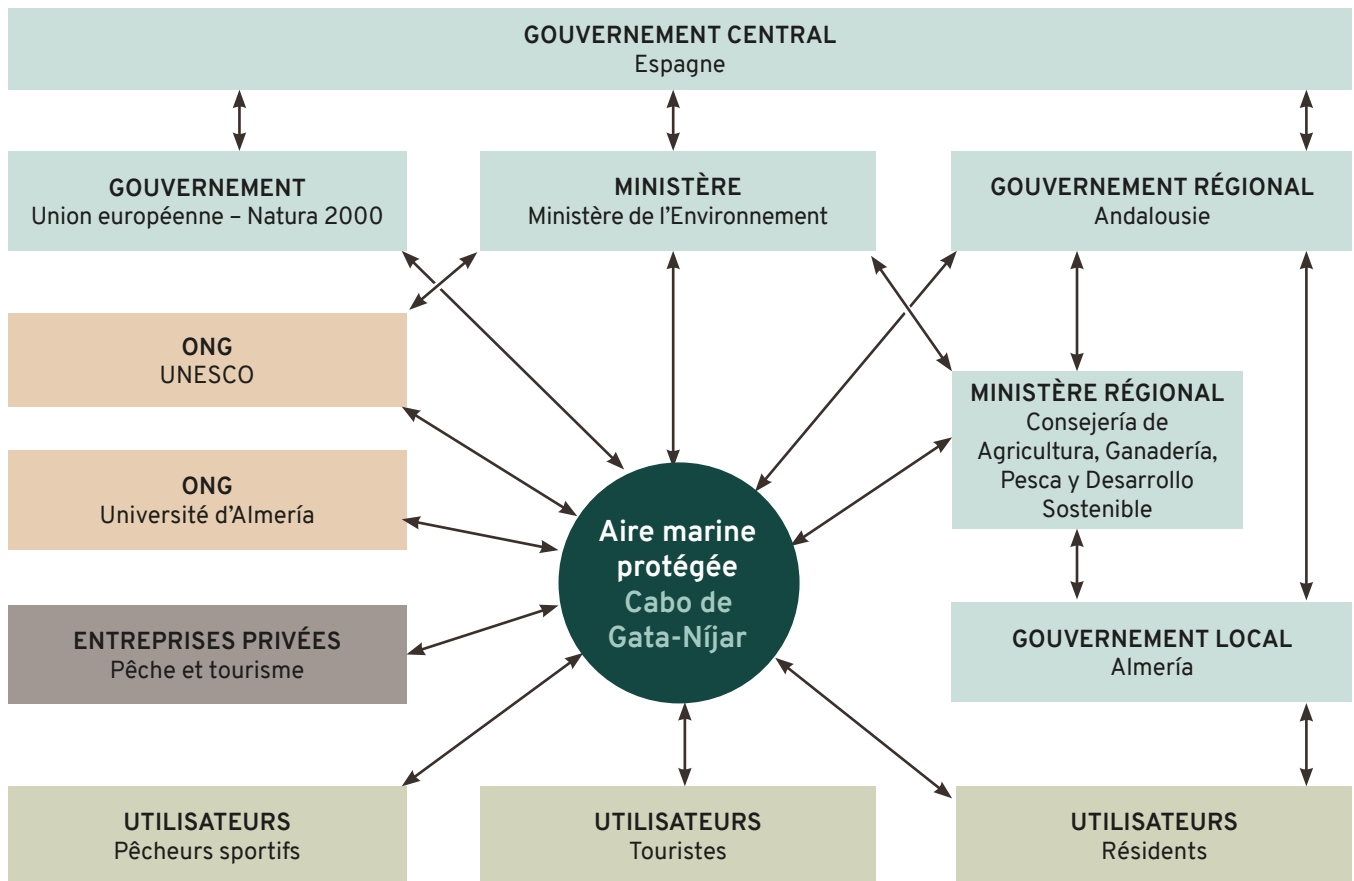 GOUVERNEMENT CENTRAL
Espagne
GOUVERNEMENT
Union européenne – Natura 2000
MINISTÈRE
Ministère de l’Environnement
GOUVERNEMENT RÉGIONAL
Andalousie
ONG
UNESCO
MINISTÈRE RÉGIONAL
Consejería de
Agricultura, Ganadería,
Pesca y Desarrollo
Sostenible
ONG
Université d’Almería
Aire marine
protégée
Cabo de
Gata-Níjar
ENTREPRISES PRIVÉES
Pêche et tourisme
GOUVERNEMENT LOCAL
Almería
UTILISATEURS
Pêcheurs sportifs
UTILISATEURS
Touristes
UTILISATEURS
Résidents